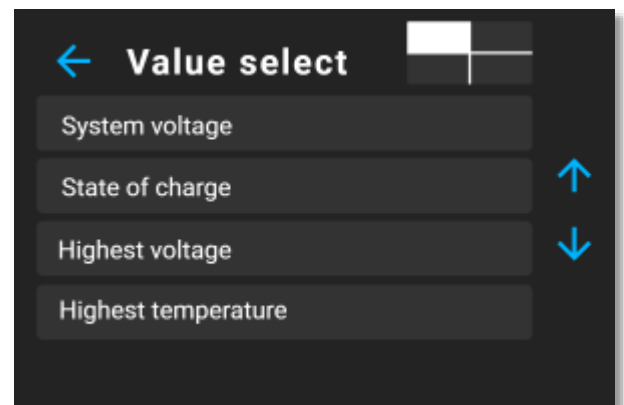 Value select
System voltage
State of charge
Highest voltage
Highest temperature